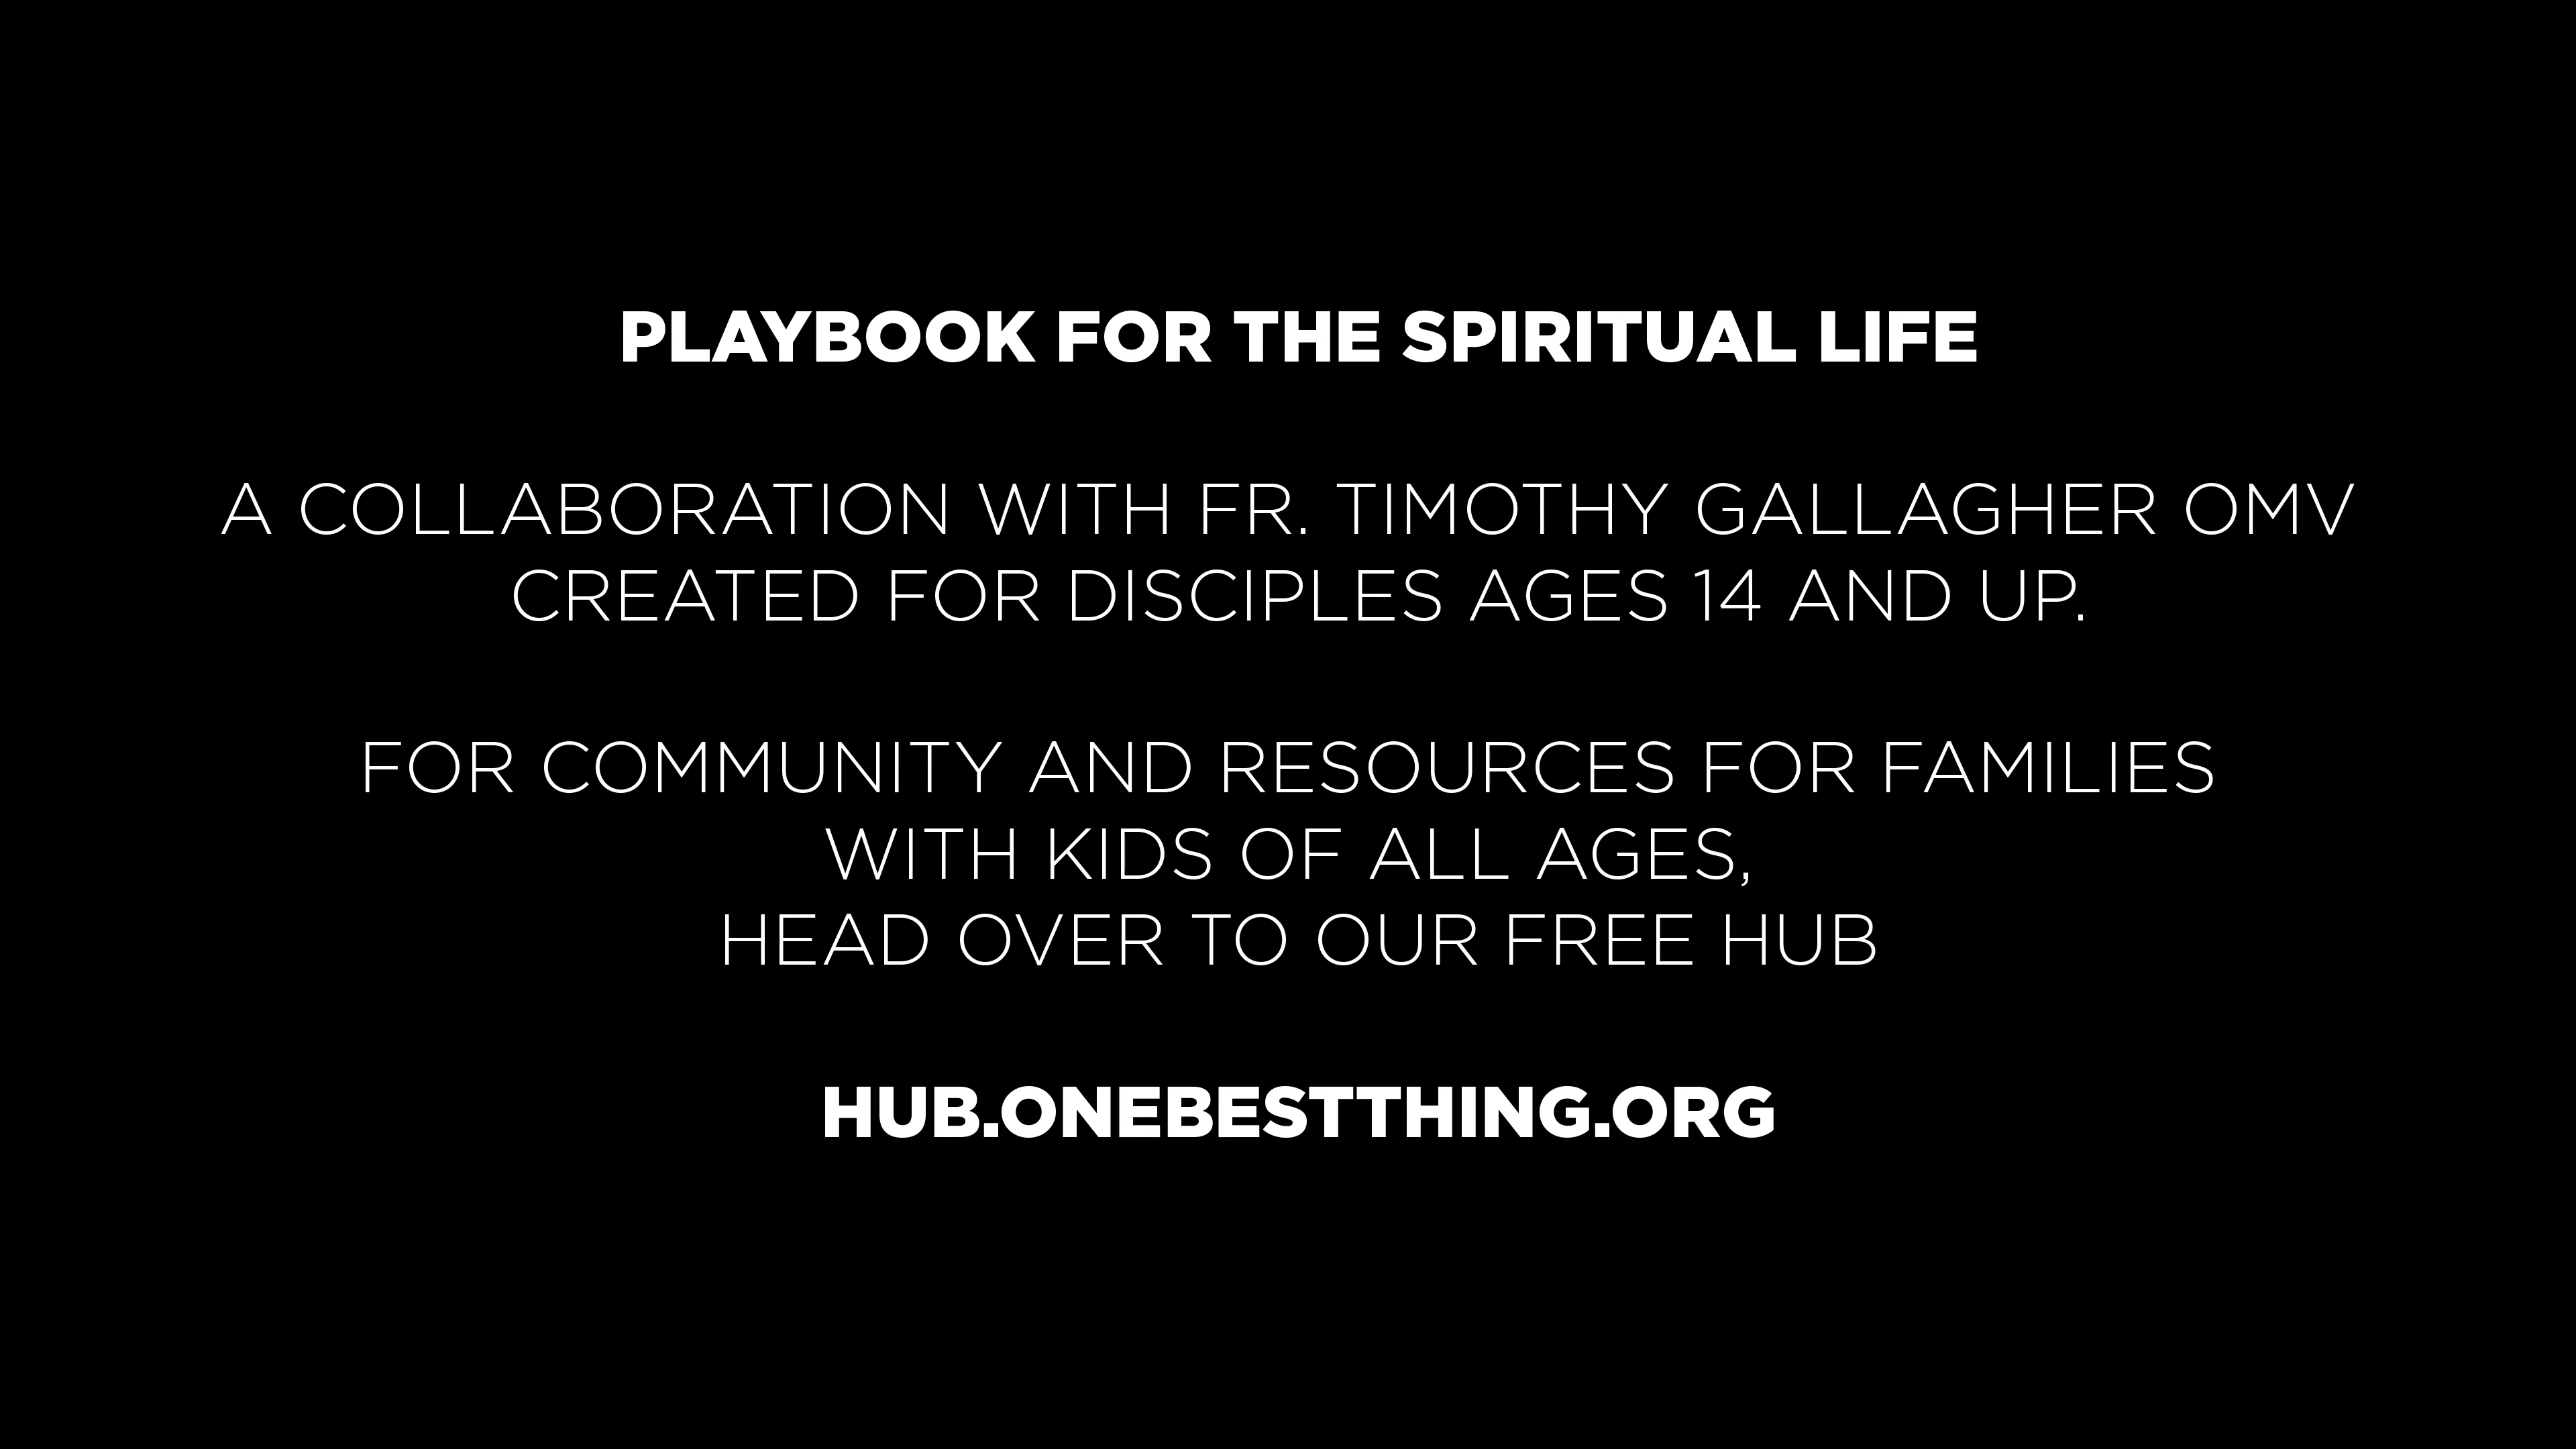 PLAYBOOK FOR THE SPIRITUAL LIFE
A COLLABORATION WITH FR. TIMOTHY GALLAGHER OMV
CREATED FOR DISCIPLES AGES 14 AND UP.
FOR COMMUNITY AND RESOURCES FOR FAMILIES
WITH KIDS OF ALL AGES,
HEAD OVER TO OUR FREE HUB
HUB.ONEBESTTHING.ORG